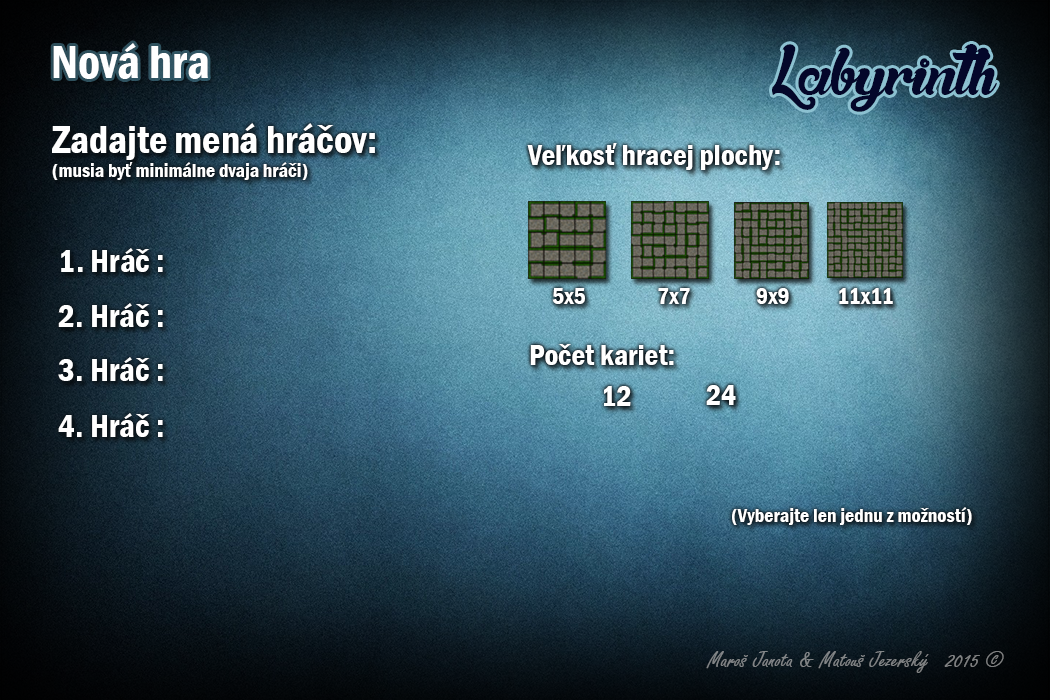 Nová hra
Labyrinth
Zadajte mená hráčov:
(musia byť minimálne dvaja hráči)
1. Hráč :
2. Hráč :
3. Hráč :
4. Hráč :
Veľkosť hracej plochy:
5x5 7x7 9x9 11x11
Počet kariet:
12 24
(Vyberajte len jednu z možností)
Maroš Janota & Matouš Jezerský 2015 ©